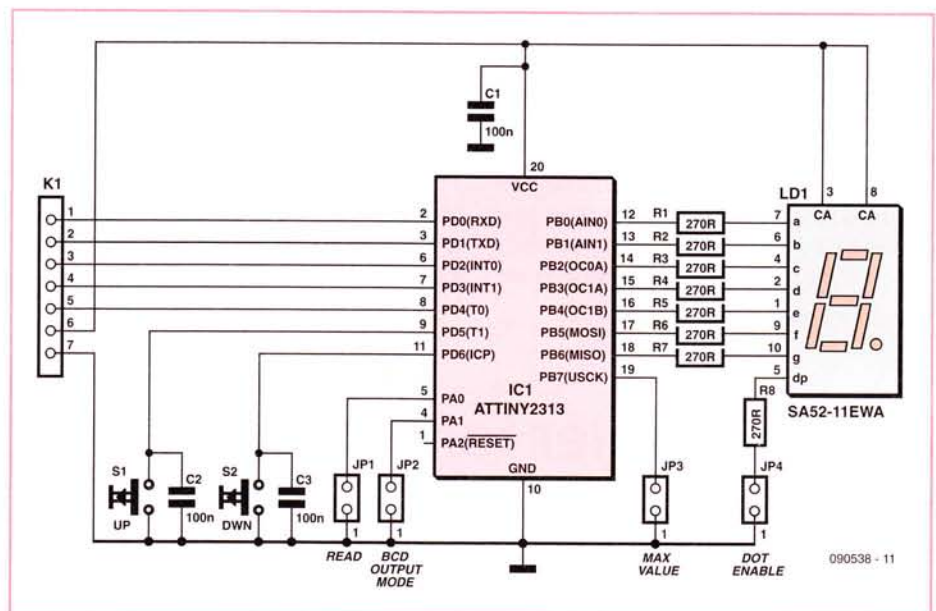 C1
100n
K1
20
VCC
LD1
3
8
CA
CA
1
2
PD0(RXD)
PB0(AIN0)
12
R1
270R
7
a
2
3
PD1(TXD)
PB1(AIN1)
13
R2
270R
6
b
3
6
PD2(INT0)
PB2(OC0A)
14
R3
270R
4
c
4
7
PD3(INT1)
PB3(OC1A)
15
R4
270R
2
d
5
8
PD4(T0)
PB4(OC1B)
16
R5
270R
1
e
6
9
PD5(T1)
PB5(MOSI)
17
R6
270R
9
f
7
11
PD6(ICP)
PB6(MISO)
18
R7
270R
10
g
PB7(USCK)
19
5
dp
5
PA0
IC1
R8
270R
SA52-11EWA
4
PA1
ATTINY2313
1
PA2(RESET)
S1
C2
S2
C3
JP1
JP2
GND
JP3
JP4
UP
100n
DWN
100n
1
1
10
1
1
READ
BCD
OUTPUT
MODE
MAX
VALUE
DOT
ENABLE
090538 - 11